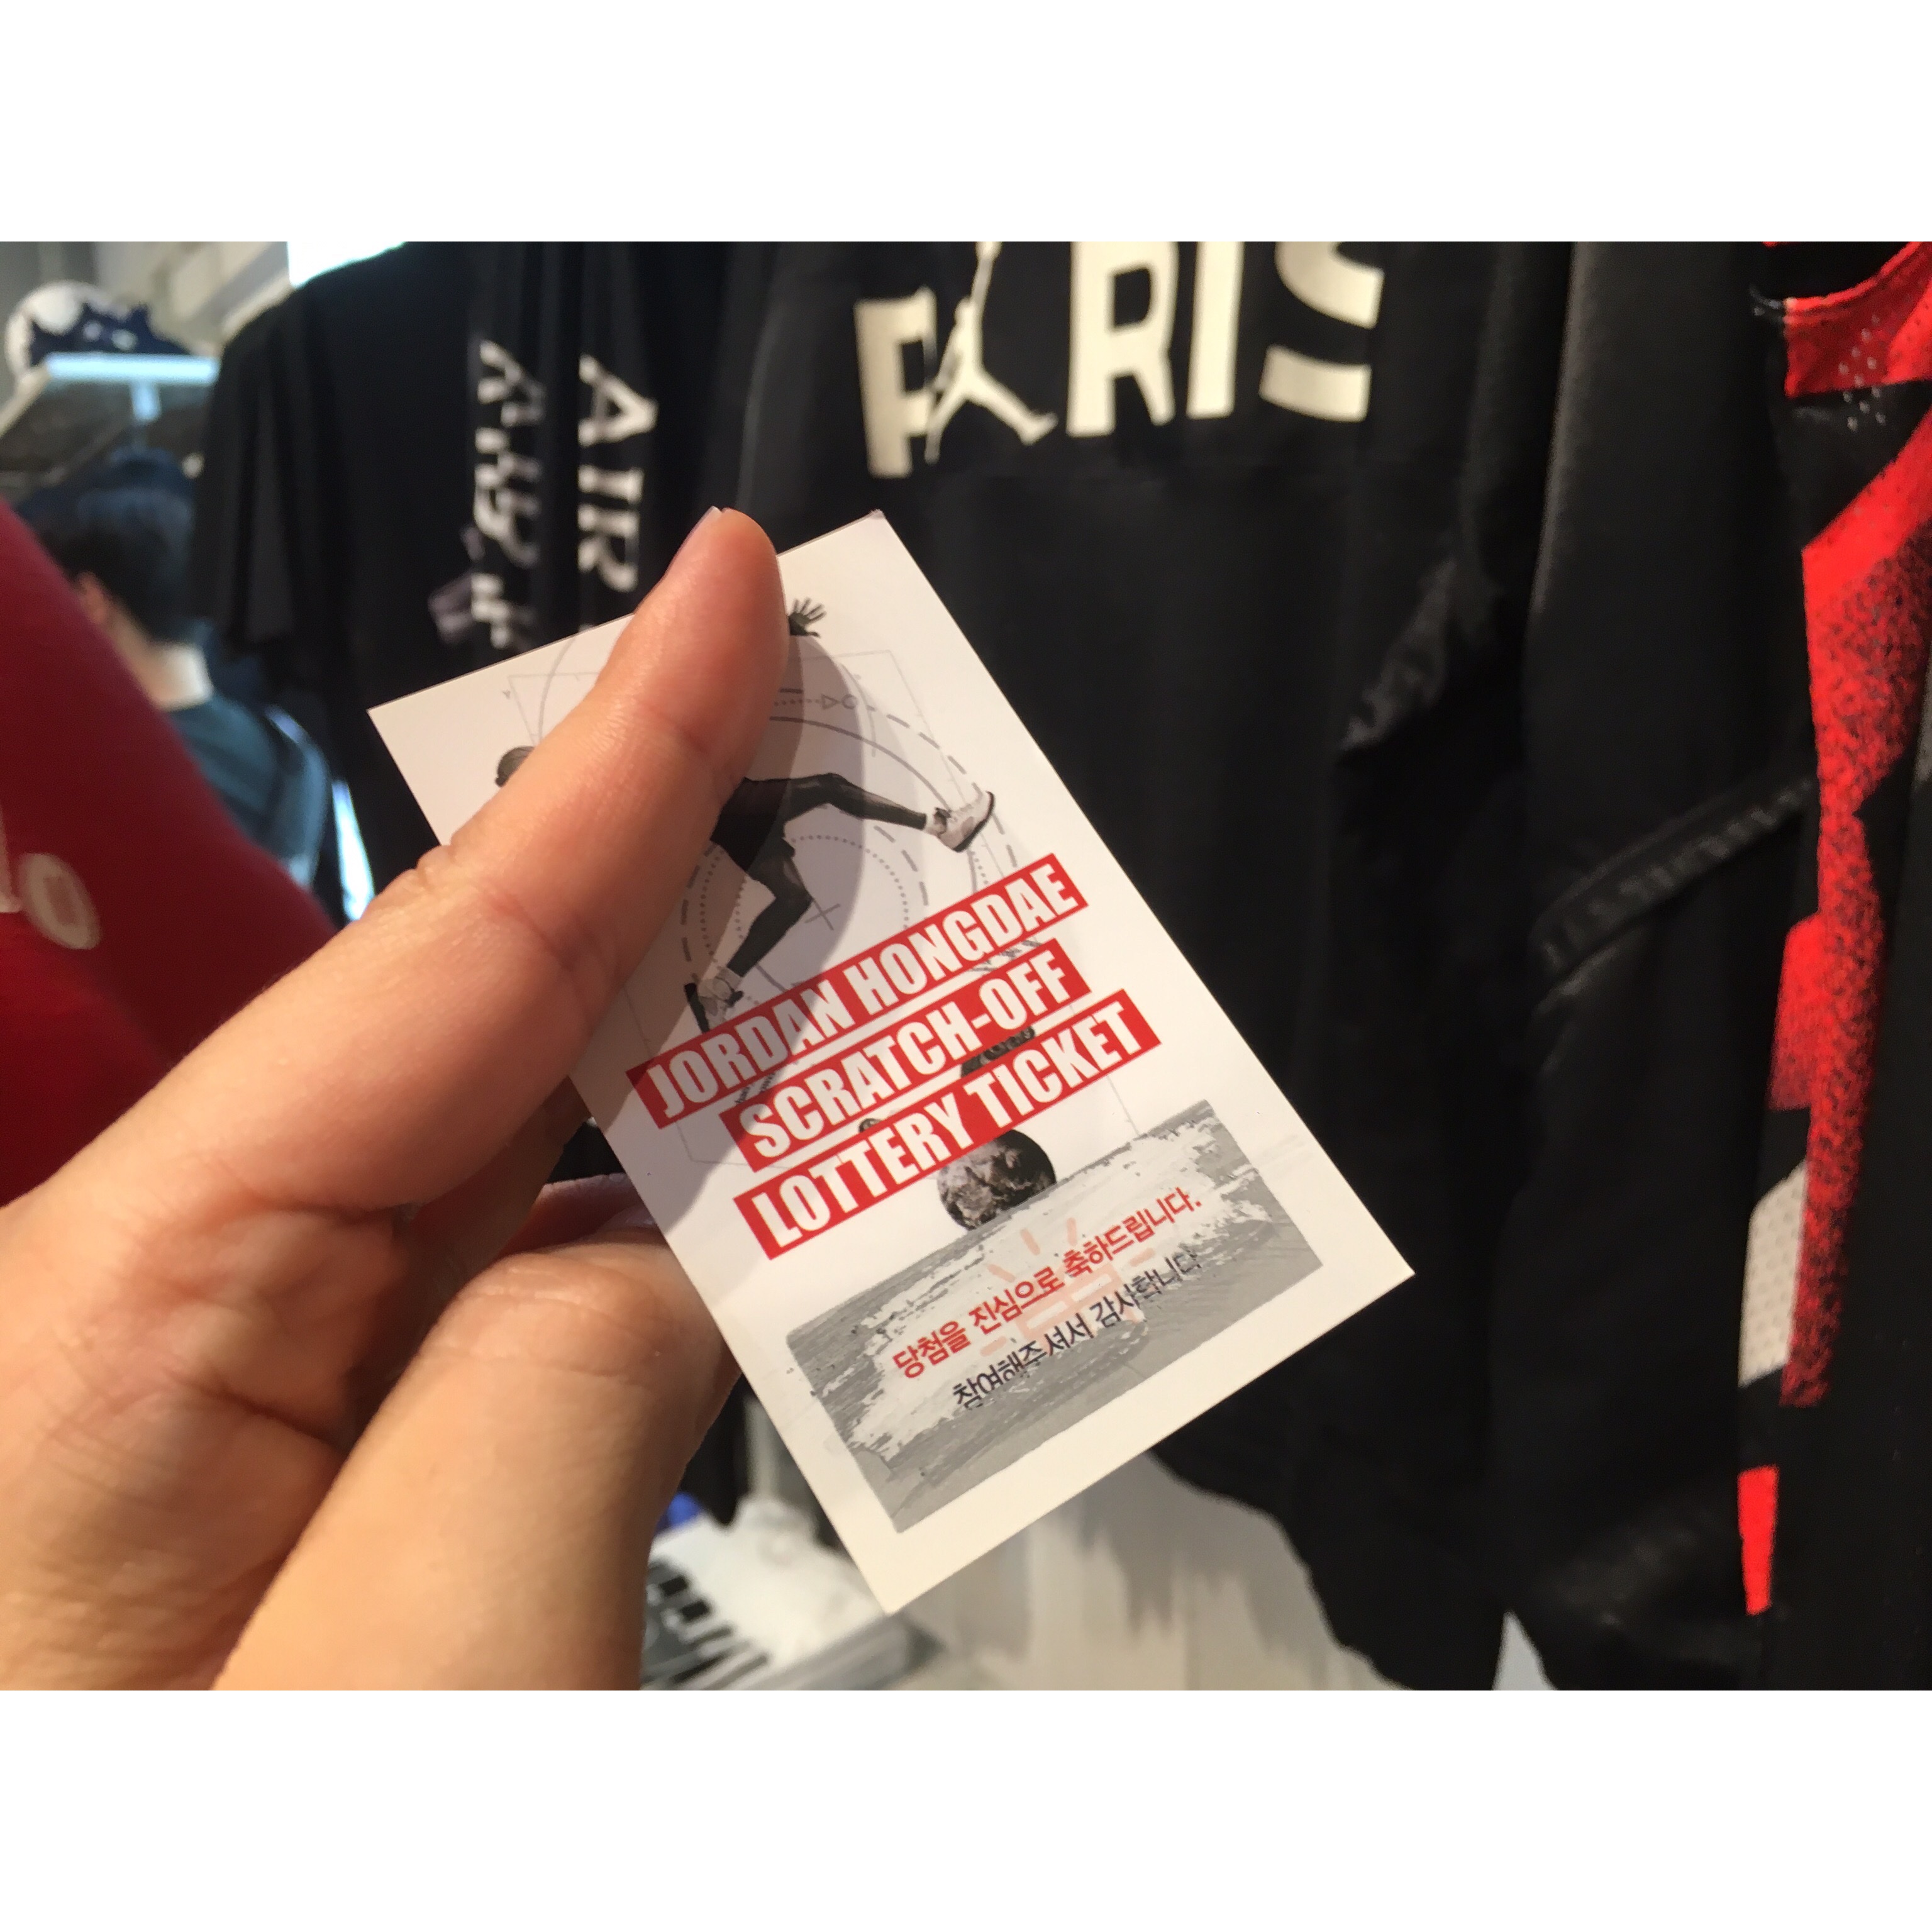 PARIS
AIR
JORDAN HONGDAE
SCRATCH-OFF
LOTTERY TICKET
당첨을 진심으로 축하드립니다.
참여해주셔서 감사합니다